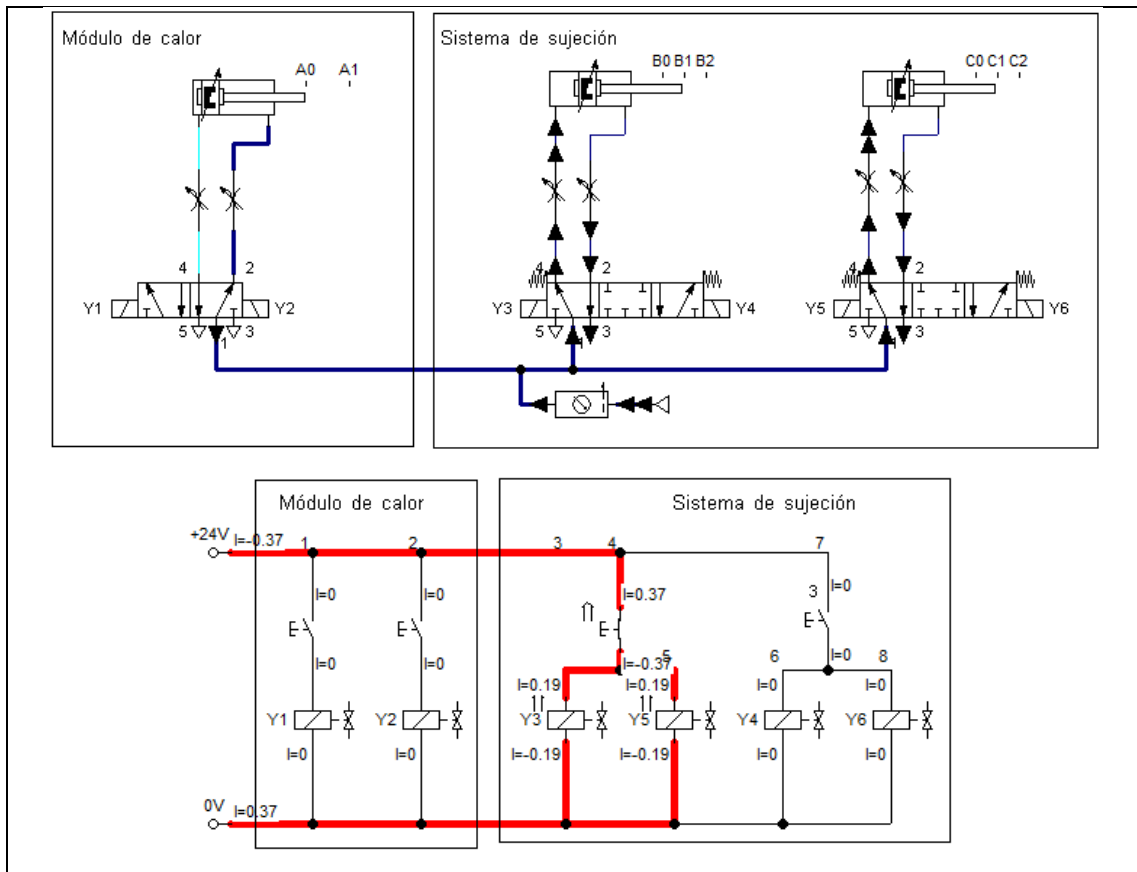 Módulo de calor
Sistema de sujeción
A0 A1
B0 B1 B2
C0 C1 C2
4 2
4 2
4 2
Y1 Y2
Y3 Y4
Y5 Y6
5 1 3
5 1 3
5 1 3
Módulo de calor
Sistema de sujeción
+24V I=-0.37 1 2 3 4 7
I=0 I=0 I=0.37 I=0
3
I=0 I=0 I=-0.37 I=0
5 6 8
I=0.19 I=0.19 I=0 I=0
Y1 Y2 Y3 Y5 Y4 Y6
I=0 I=0 I=-0.19 I=-0.19 I=0 I=0
0V I=0.37